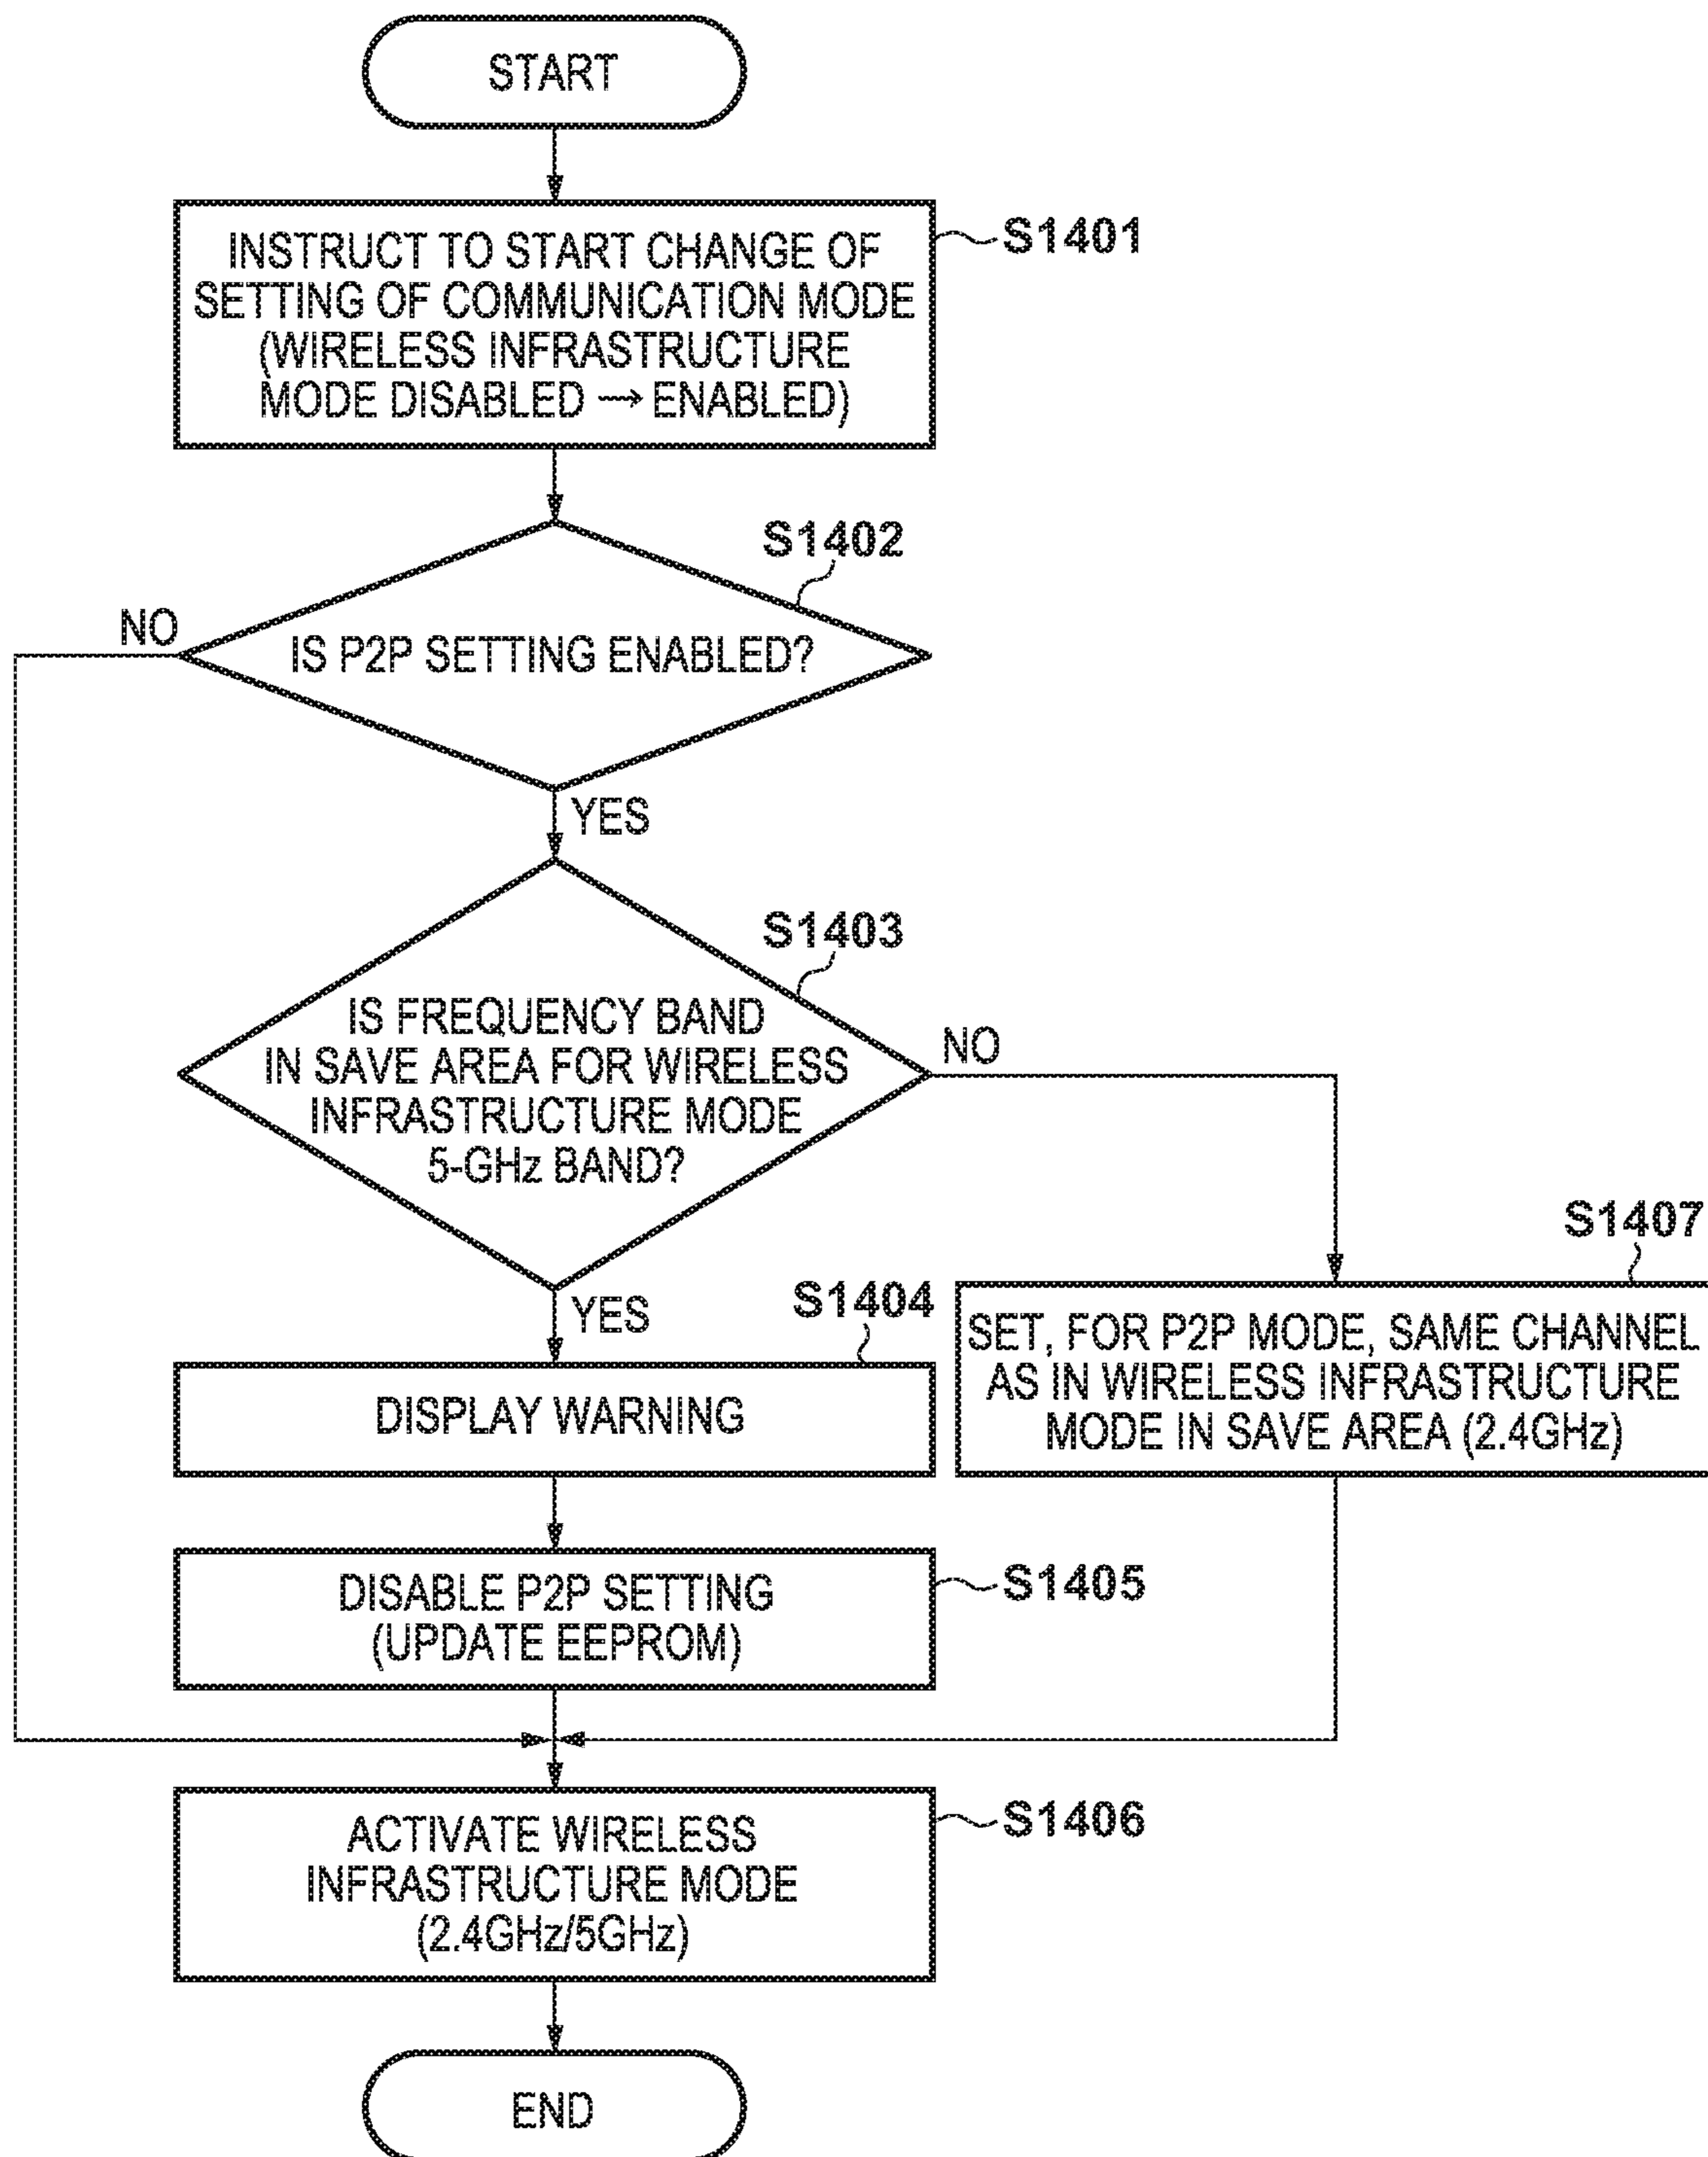 START
S1401
INSTRUCT TO START CHANGE OF
SETTING OF COMMUNICATION MODE
(WIRELESS INFRASTRUCTURE
MODE DISABLED → ENABLED)
S1402
NO
IS P2P SETTING ENABLED?
YES
S1403
IS FREQUENCY BAND
IN SAVE AREA FOR WIRELESS
INFRASTRUCTURE MODE
5-GHz BAND?
NO
YES
S1404
DISPLAY WARNING
S1407
SET, FOR P2P MODE, SAME CHANNEL
AS IN WIRELESS INFRASTRUCTURE
MODE IN SAVE AREA (2.4GHz)
DISABLE P2P SETTING
(UPDATE EEPROM)
S1405
ACTIVATE WIRELESS
INFRASTRUCTURE MODE
(2.4GHz/5GHz)
S1406
END